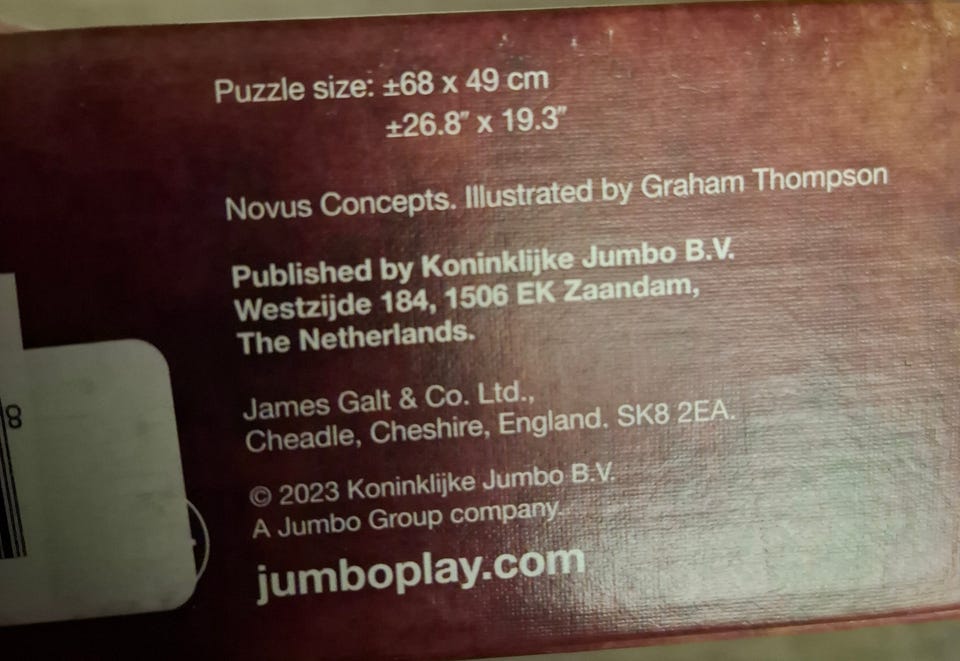 Puzzle size: ±68 x 49 cm
±26.8" x 19.3"
Novus Concepts. Illustrated by Graham Thompson
Published by Koninklijke Jumbo B.V.
Westzijde 184, 1506 EK Zaandam,
The Netherlands.
James Galt & Co. Ltd.,
Cheadle, Cheshire, England. SK8 2EA.
8
© 2023 Koninklijke Jumbo B.V.
A Jumbo Group company.
jumboplay.com